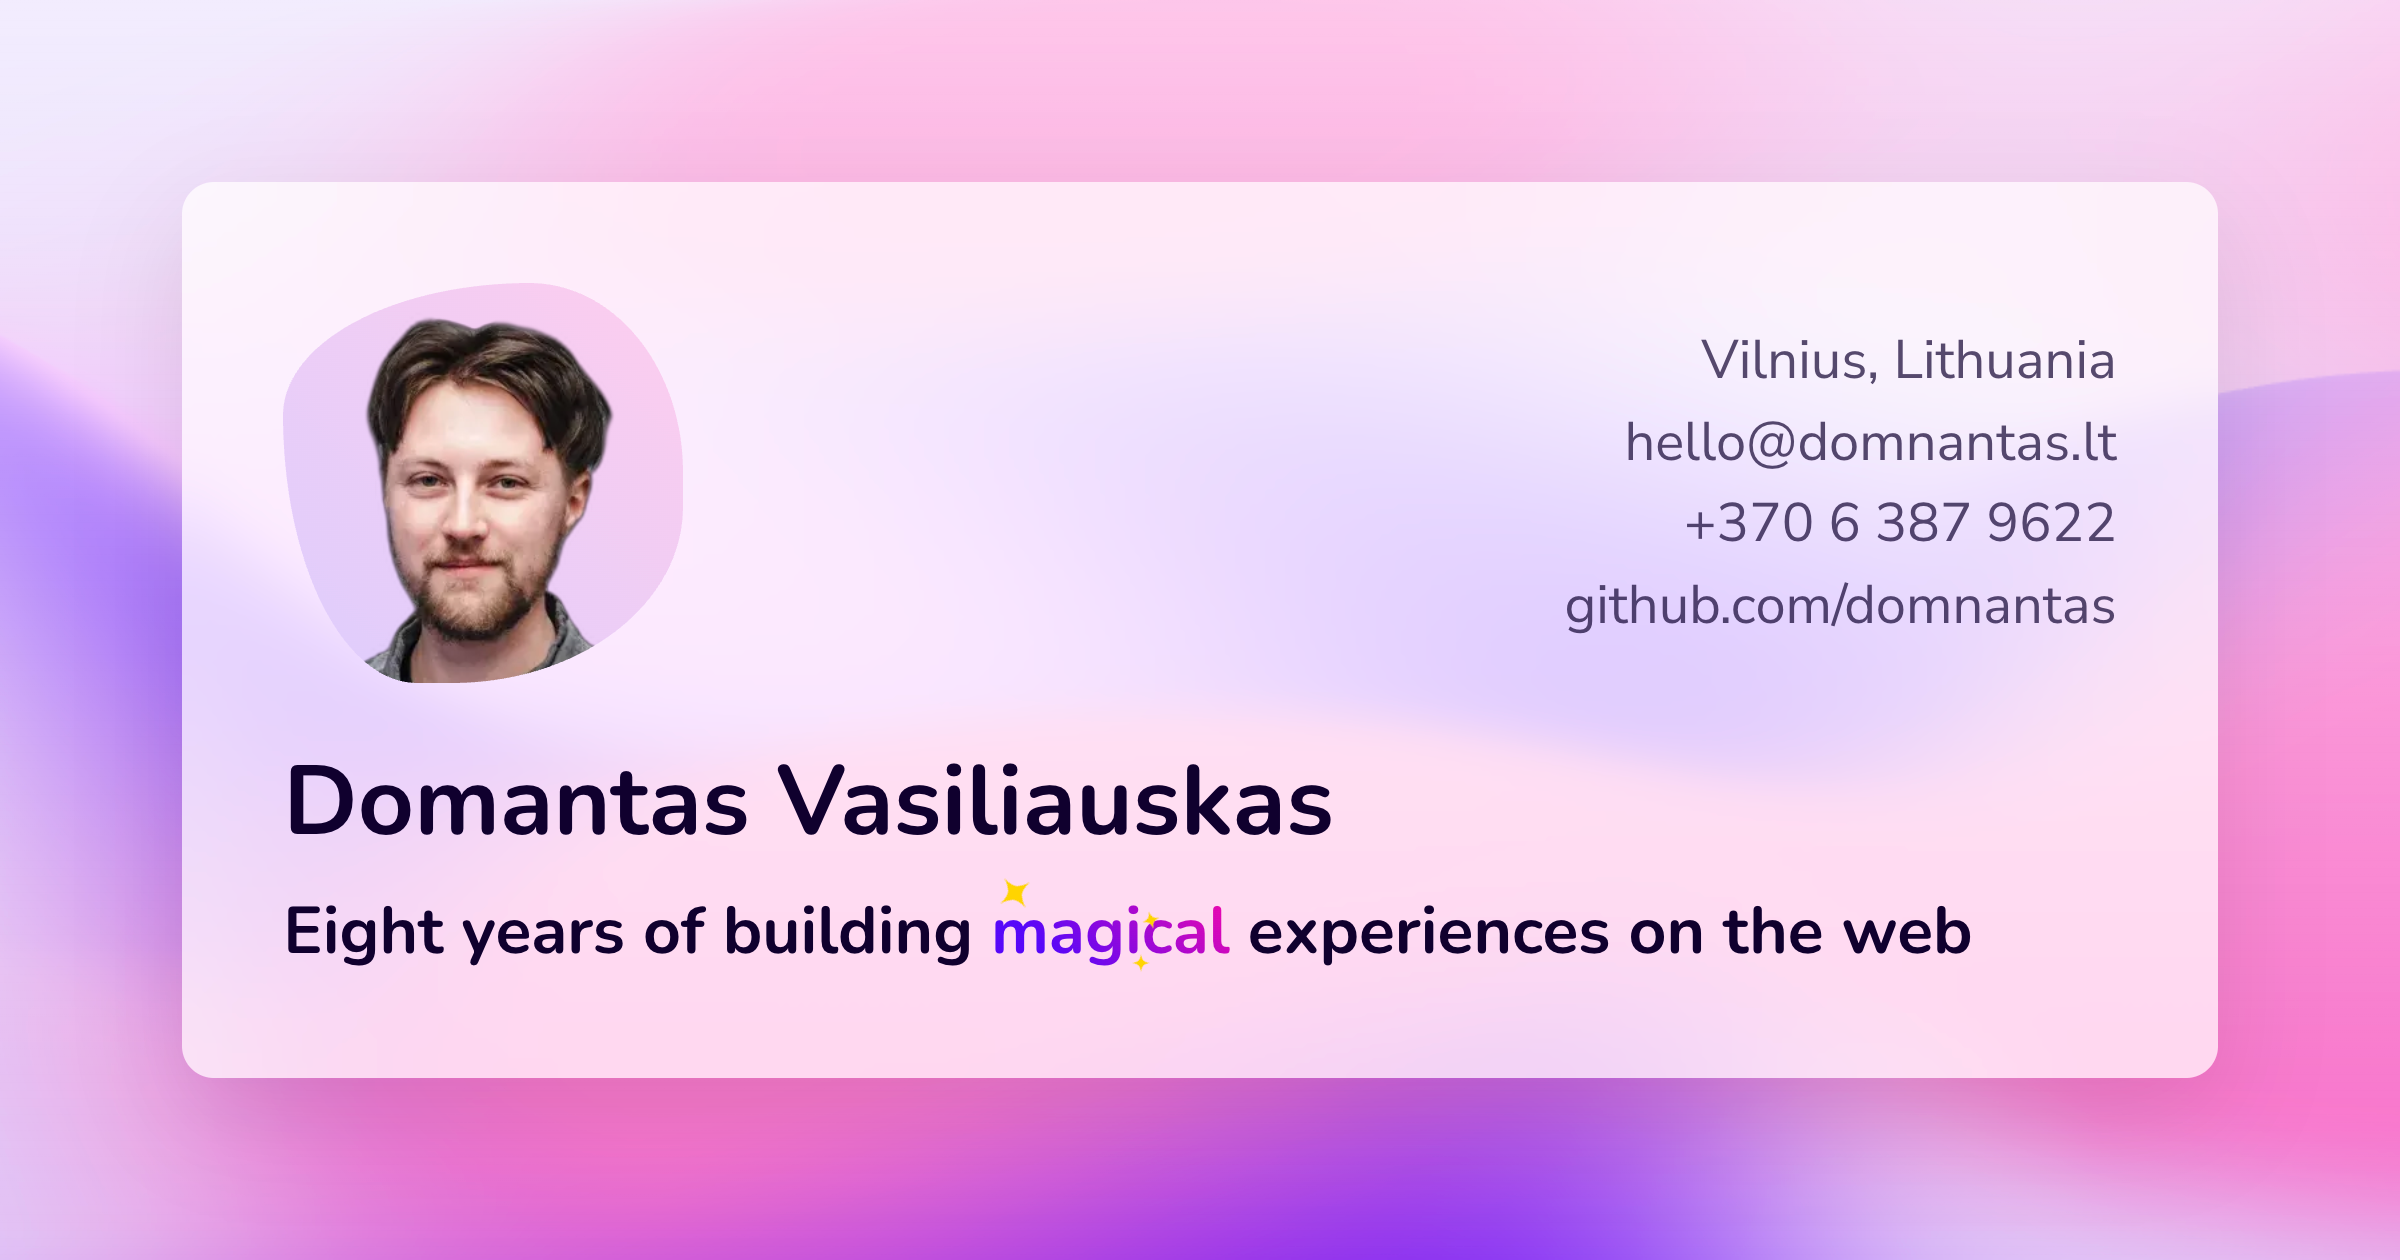 Vilnius, Lithuania
hello@domnantas.lt
+370 6 387 9622
github.com/domnantas
Domantas Vasiliauskas
Eight years of building magical experiences on the web